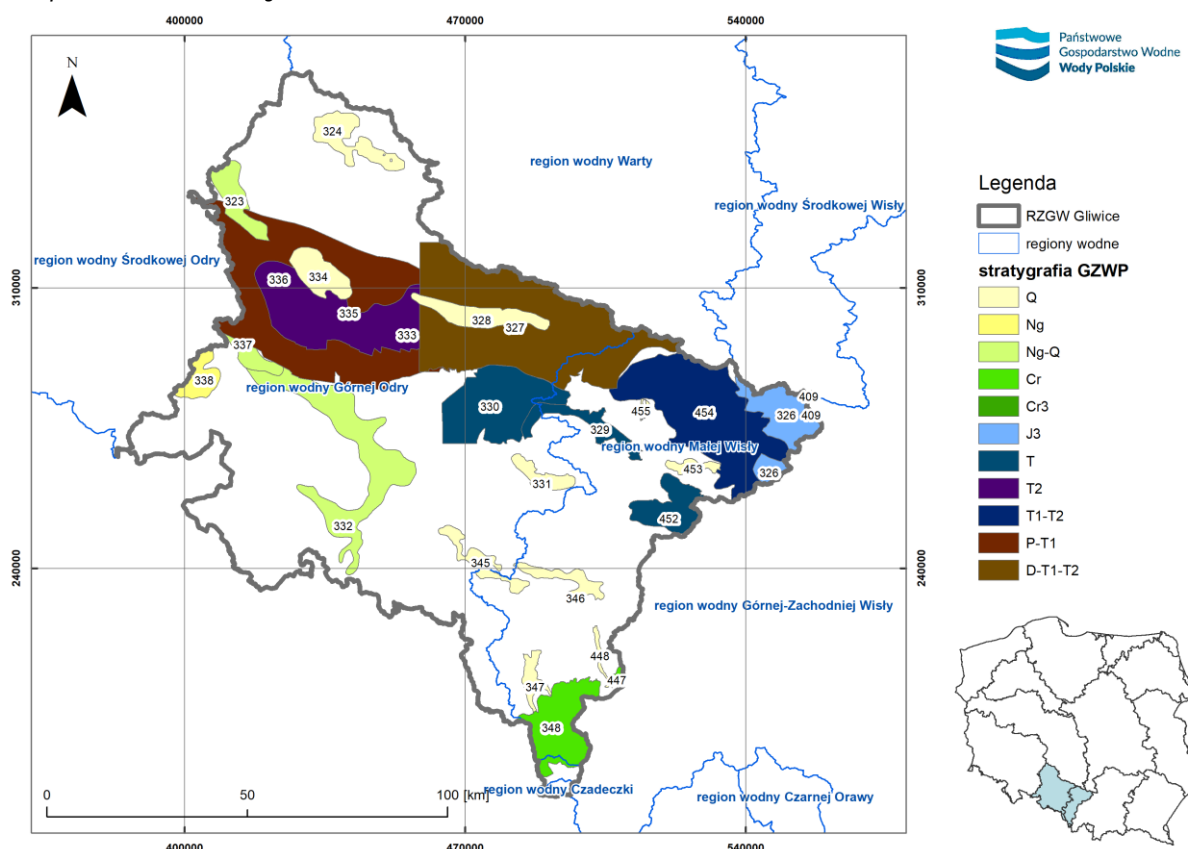 400000
470000
540000
N
Państwowe
Gospodarstwo Wodne
Wody Polskie
324
region wodny Warty
323
region wodny Środkowej Wisły
region wodny Środkowej Odry
334
336
310000
310000
335
328
327
333
337
338
region wodny Górnej Odry
330
455
454
409
326
409
329
region wodny Małej Wisły
453
326
331
452
332
345
240000
240000
346
region wodny Górnej-Zachodniej Wisły
448
447
347
348
region wodny Czadeczki
region wodny Czarnej Orawy
0
50
100 [km]
400000
470000
540000
Legenda
RZGW Gliwice
regiony wodne
stratygrafia GZWP
Q
Ng
Ng-Q
Cr
Cr3
J3
T
T2
T1-T2
P-T1
D-T1-T2